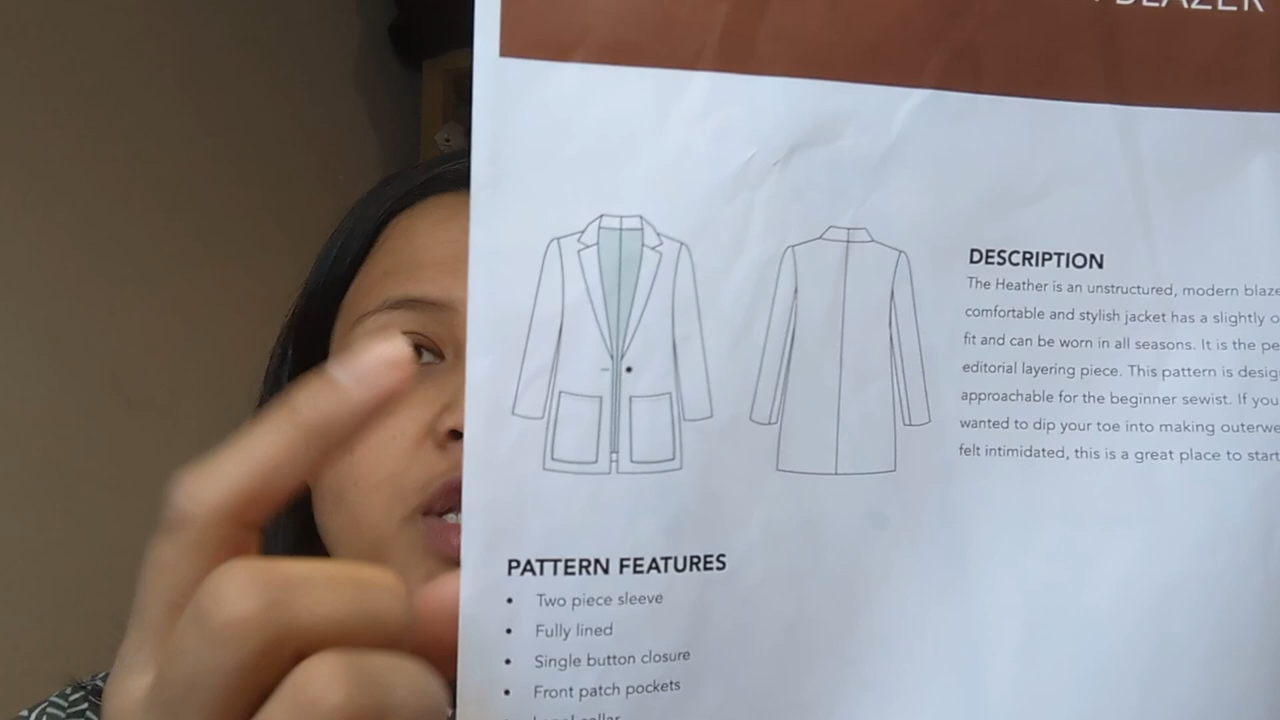 BLAZER
DESCRIPTION
The Heather is an unstructured, modern
comfortable and stylish jacket has a slightly
fit and can be worn in all seasons. It is the
editorial layering piece. This pattern is
approachable for the beginner sewist. If you
wanted to dip your toe into making
felt intimidated, this is a great place to start
PATTERN FEATURES
• Two piece sleeve
• Fully lined
• Single button closure
• Front patch pockets